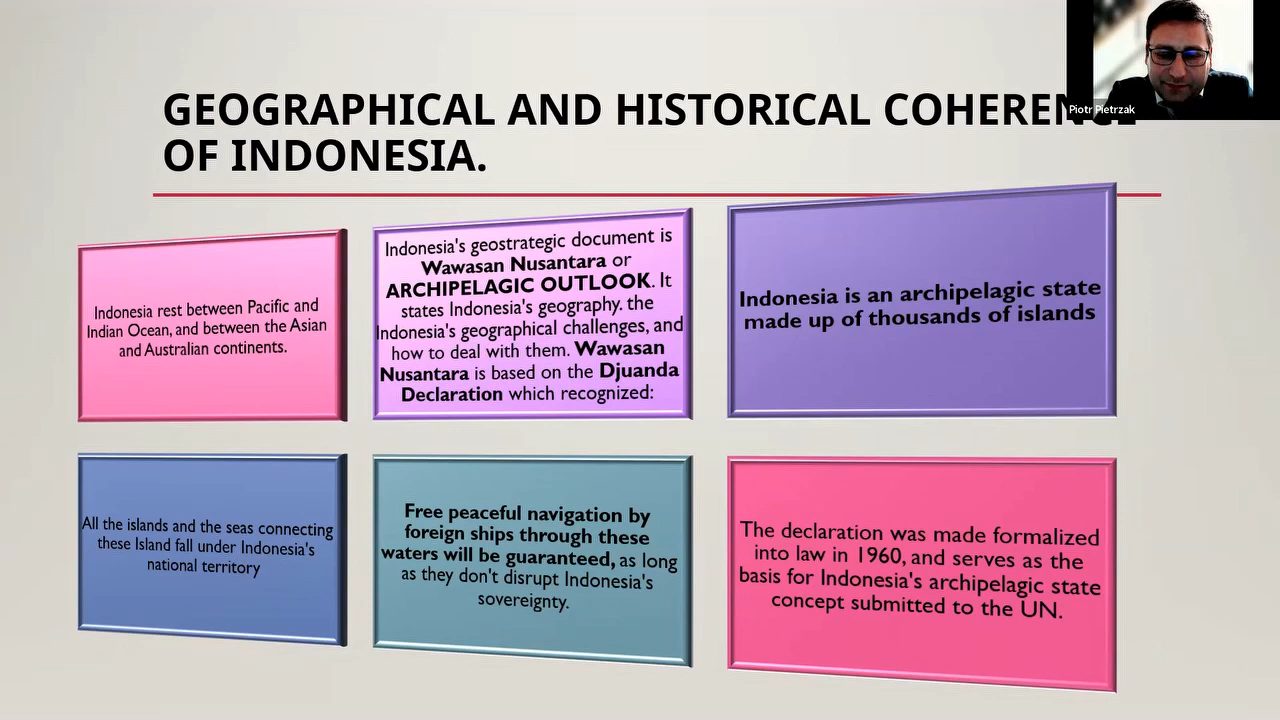 GEOGRAPHICAL AND HISTORICAL COHERENCE
OF INDONESIA.
Piotr Pietrzak
Indonesia rest between Pacific and
Indian Ocean, and between the Asian
and Australian continents.
Indonesia's geostrategic document is
Wawasan Nusantara or
ARCHIPELAGIC OUTLOOK. It
states Indonesia's geography, the
Indonesia's geographical challenges, and
how to deal with them. Wawasan
Nusantara is based on the Djuanda
Declaration which recognized:
Indonesia is an archipelagic state
made up of thousands of islands
All the islands and the seas connecting
these Island fall under Indonesia's
national territory
Free peaceful navigation by
foreign ships through these
waters will be guaranteed, as long
as they don't disrupt Indonesia's
sovereignty.
The declaration was made formalized
into law in 1960, and serves as the
basis for Indonesia's archipelagic state
concept submitted to the UN.